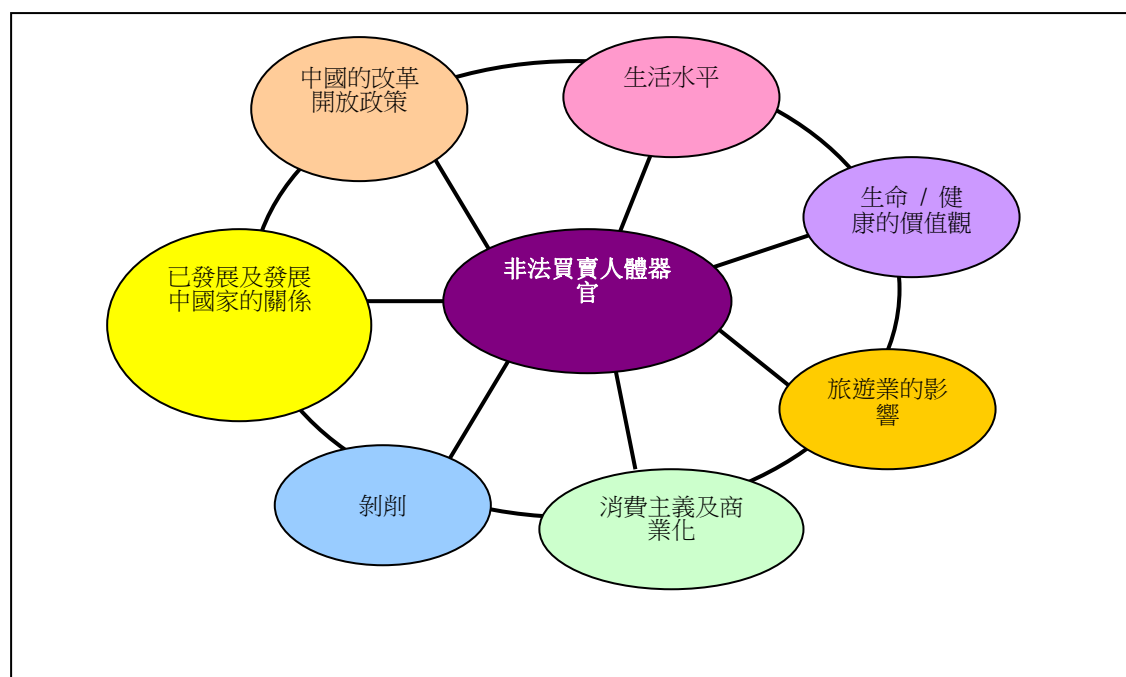 中國的改革
開放政策
生活水平
生命 / 健
康的價值觀
非法買賣人體器
官
已發展及發展
中國家的關係
旅遊業的影
響
剝削
消費主義及商
業化